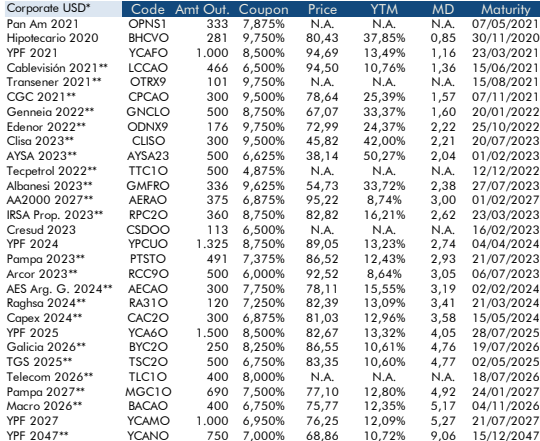 Corporate USD* Code Amt Out. Coupon Price YTM MD Maturity
Pan Am 2021 OPNS1 333 7,875% N.A. N.A. N.A. 07/05/2021
Hipotecario 2020 BHCVO 281 9,750% 80,43 37,85% 0,85 30/11/2020
YPF 2021 YCAFO 1.000 8,500% 94,69 13,49% 1,16 23/03/2021
Cablevisión 2021** LCCAO 466 6,500% 94,50 10,76% 1,36 15/06/2021
Transener 2021** OTRX9 101 9,750% N.A. N.A. N.A. 15/08/2021
CGC 2021** CPCAO 300 9,500% 78,64 25,39% 1,57 07/11/2021
Genneia 2022** GNCLO 500 8,750% 67,07 33,37% 1,60 20/01/2022
Edenor 2022** ODNX9 176 9,750% 72,99 24,37% 2,22 25/10/2022
Clisa 2023** CLISO 300 9,500% 45,82 42,00% 2,21 20/07/2023
AYSA 2023** AYSA23 500 6,625% 38,14 50,27% 2,04 01/02/2023
Tecpetrol 2022** TTC1O 500 4,875% N.A. N.A. N.A. 12/12/2022
Albanesi 2023** GMFRO 336 9,625% 54,73 33,72% 2,38 27/07/2023
AA2000 2027** AERAO 375 6,875% 95,22 8,74% 3,00 01/02/2027
IRSA Prop. 2023** RPC2O 360 8,750% 82,82 16,21% 2,62 23/03/2023
Cresud 2023 CSDOO 113 6,500% N.A. N.A. N.A. 16/02/2023
YPF 2024 YPCUO 1.325 8,750% 89,05 13,23% 2,74 04/04/2024
Pampa 2023** PTSTO 491 7,375% 86,52 12,43% 2,93 21/07/2023
Arcor 2023** RCC9O 500 6,000% 92,52 8,64% 3,05 06/07/2023
AES Arg. G. 2024** AECAO 300 7,750% 78,11 15,55% 3,19 02/02/2024
Raghsa 2024** RA31O 120 7,250% 82,39 13,09% 3,41 21/03/2024
Capex 2024** CAC2O 300 6,875% 81,03 12,96% 3,58 15/05/2024
YPF 2025 YCA6O 1.500 8,500% 82,67 13,32% 4,05 28/07/2025
Galicia 2026** BYC2O 250 8,250% 86,55 10,61% 4,76 19/07/2026
TGS 2025** TSC2O 500 6,750% 83,35 10,60% 4,77 02/05/2025
Telecom 2026** TLC1O 400 8,000% N.A. N.A. N.A. 18/07/2026
Pampa 2027** MGC1O 690 7,500% 77,10 12,80% 4,92 24/01/2027
Macro 2026** BACAO 400 6,750% 75,77 12,35% 5,17 04/11/2026
YPF 2027 YCAMO 1.000 6,950% 76,25 12,09% 5,27 21/07/2027
YPF 2047** YCANO 750 7,000% 68,86 10,72% 9,06 15/12/2047